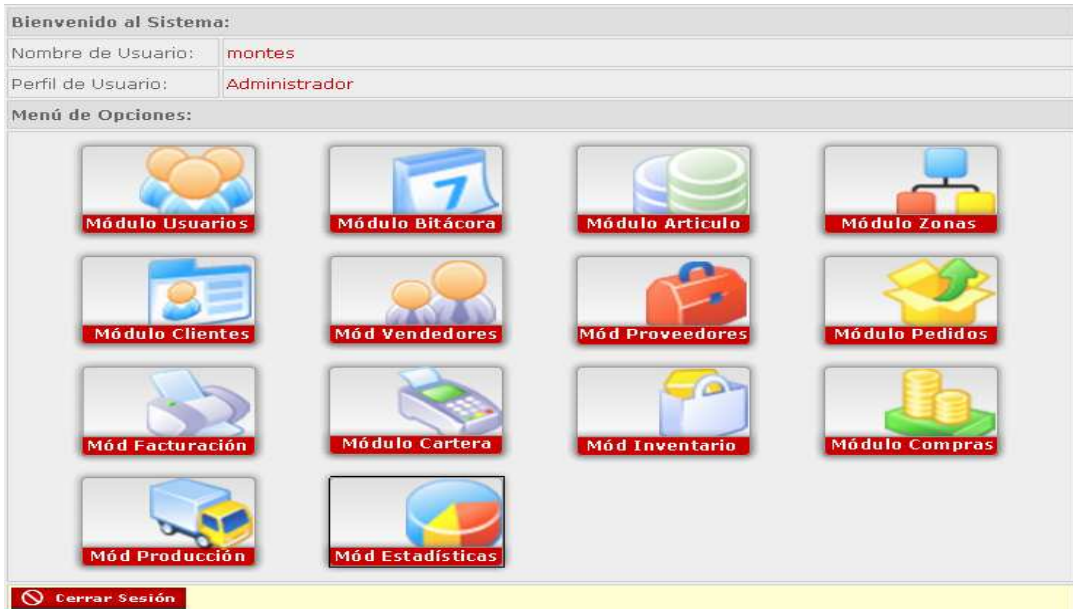 Bienvenido al Sistema:
Nombre de Usuario: montes
Perfil de Usuario: Administrador
Menú de Opciones:
7
Módulo Usuarios Módulo Bitácora Módulo Articulo Módulo Zonas
Módulo Clientes Mód Vendedores Mód Proveedores Módulo Pedidos
Mód Facturación Módulo Cartera Mód Inventario Módulo Compras
Mód Producción Mód Estadísticas
Cerrar Sesión